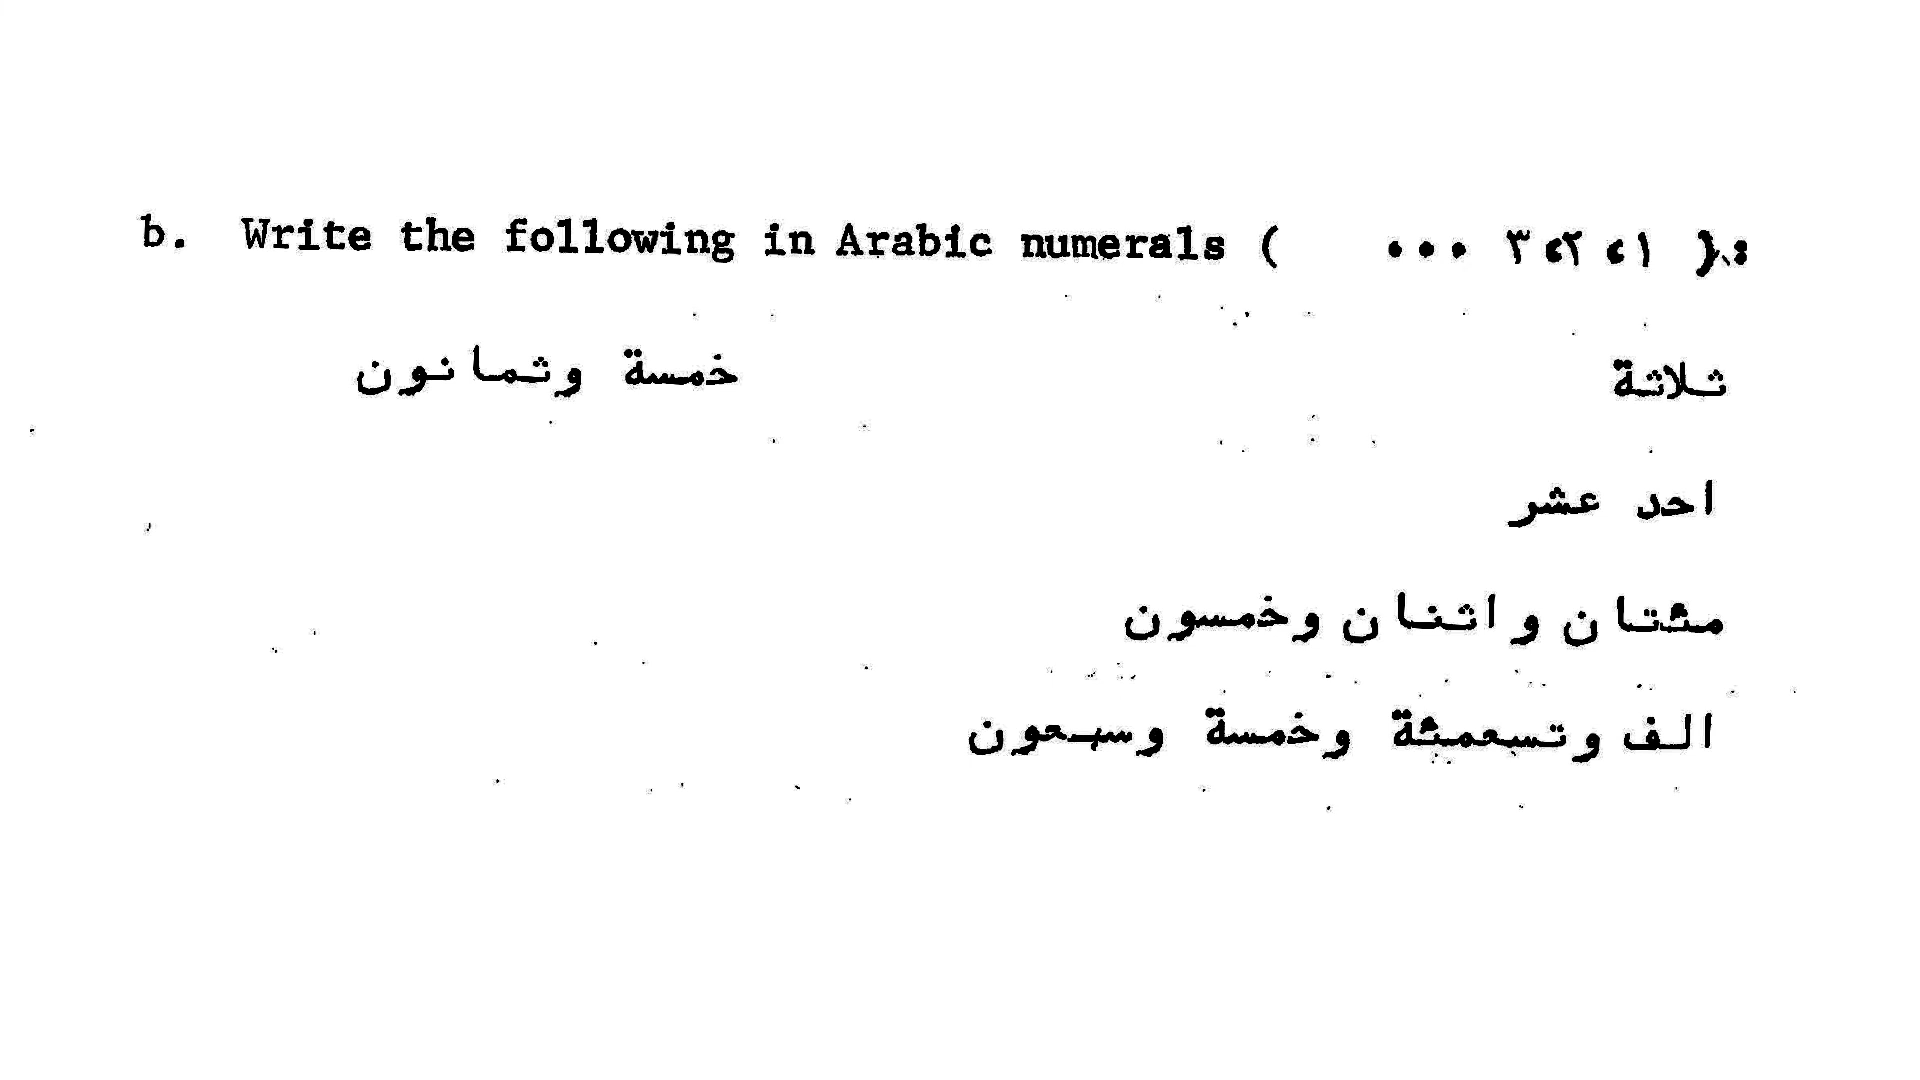 b. Write the following in Arabic numerals ( ١، ٢، ٣ ... ):
ثلاثة خمسة وثمانون
احد عشر
مئتان واثنان وخمسون
الف وتسعمئة وخمسة وسبعون